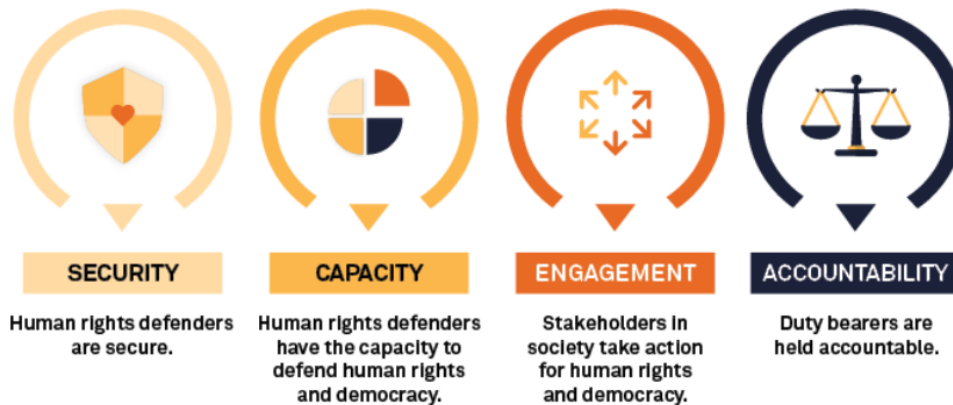 SECURITY
Human rights defenders
are secure.
CAPACITY
Human rights defenders
have the capacity to
defend human rights
and democracy.
ENGAGEMENT
Stakeholders in
society take action
for human rights
and democracy.
ACCOUNTABILITY
Duty bearers are
held accountable.